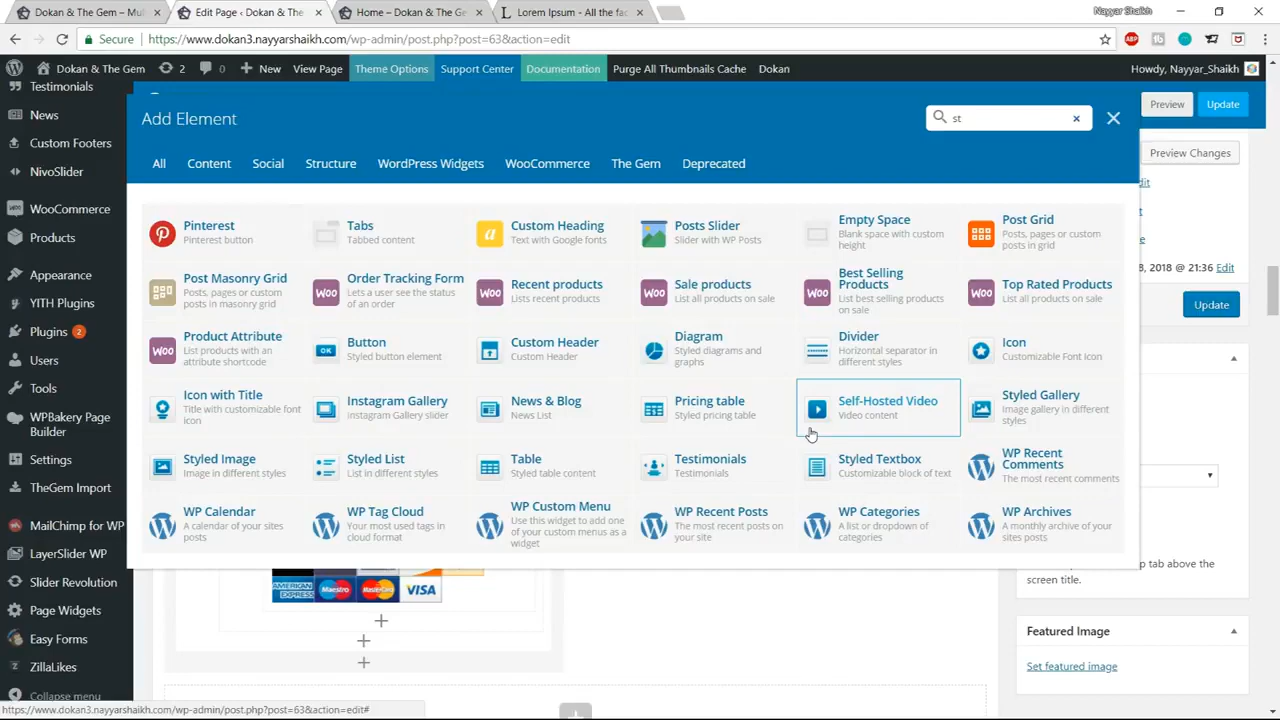 Dokan & The Gem – Mul
Edit Page ‹ Dokan & The
Home – Dokan & The Ge
Lorem Ipsum - All the fac
Nayyar Shaikh
Secure
https://www.dokan3.nayyarshaikh.com/wp-admin/post.php?post=63&action=edit
Dokan & The Gem
2
0
New
View Page
Theme Options
Support Center
Documentation
Purge All Thumbnails Cache
Dokan
Howdy, Nayyar_Shaikh
Testimonials
News
Custom Footers
NivoSlider
WooCommerce
Products
Appearance
YITH Plugins
Plugins 2
Users
Tools
WPBakery Page
Builder
Settings
TheGem Import
MailChimp for WP
LayerSlider WP
Slider Revolution
Page Widgets
Easy Forms
ZillaLikes
Collapse menu
Add Element
st
All
Content
Social
Structure
WordPress Widgets
WooCommerce
The Gem
Deprecated
Pinterest
Pinterest button
Tabs
Tabbed content
Custom Heading
Text with Google fonts
Posts Slider
Slider with WP Posts
Empty Space
Blank space with custom
height
Post Grid
Posts, pages or custom
posts in grid
Post Masonry Grid
Posts, pages or custom
posts in masonry grid
Order Tracking Form
Lets a user see the status
of an order
Recent products
Lists recent products
Sale products
List all products on sale
Best Selling
Products
List best selling products
on sale
Top Rated Products
List all products on sale
Product Attribute
List products with an
attribute shortcode
Button
Styled button element
Custom Header
Custom Header
Diagram
Styled diagrams and
graphs
Divider
Horizontal separator in
different styles
Icon
Customizable Font Icon
Icon with Title
Title with customizable font
icon
Instagram Gallery
instagram Gallery slider
News & Blog
News List
Pricing table
Styled pricing table
Self-Hosted Video
Video content
Styled Gallery
Image gallery in different
styles
Styled Image
Image in different styles
Styled List
List in different styles
Table
Styled table content
Testimonials
Testimonials
Styled Textbox
Customizable block of text
WP Recent
Comments
The most recent comments
WP Calendar
A calendar of your sites
posts
WP Tag Cloud
Your most used tags in
cloud format
WP Custom Menu
Use this widget to add one
of your custom menus as a
widget
WP Recent Posts
The most recent posts on
your site
WP Categories
A list or dropdown of
categories
WP Archives
A monthly archive of your
sites posts
Woo
Woo
Woo
Woo
Woo
Woo
OK
Preview
Update
Preview Changes
dit
t
e
8, 2018 @ 21:36 Edit
Update
p tab above the
screen title.
Featured Image
Set featured image
AMERICAN
EXPRESS
Maestro
MasterCard
VISA
https://www.dokan3.nayyarshaikh.com/wp-admin/post.php?post=63&action=edit#